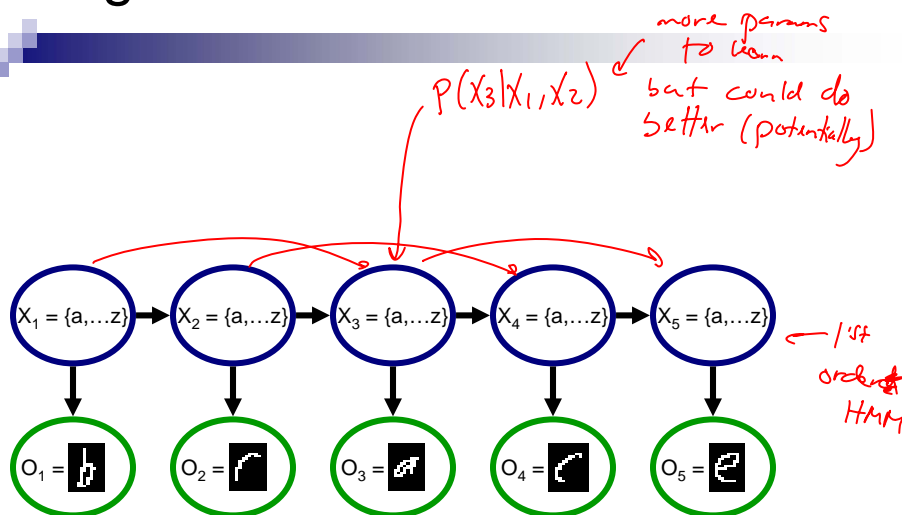 more params
to learn
P(X3|X1,X2)
but could do
better (potentially)
X1 = {a,...z}
X2 = {a,...z}
X3 = {a,...z}
X4 = {a,...z}
X5 = {a,...z}
1st
order
HMM
O1 = b
O2 = r
O3 = a
O4 = c
O5 = e